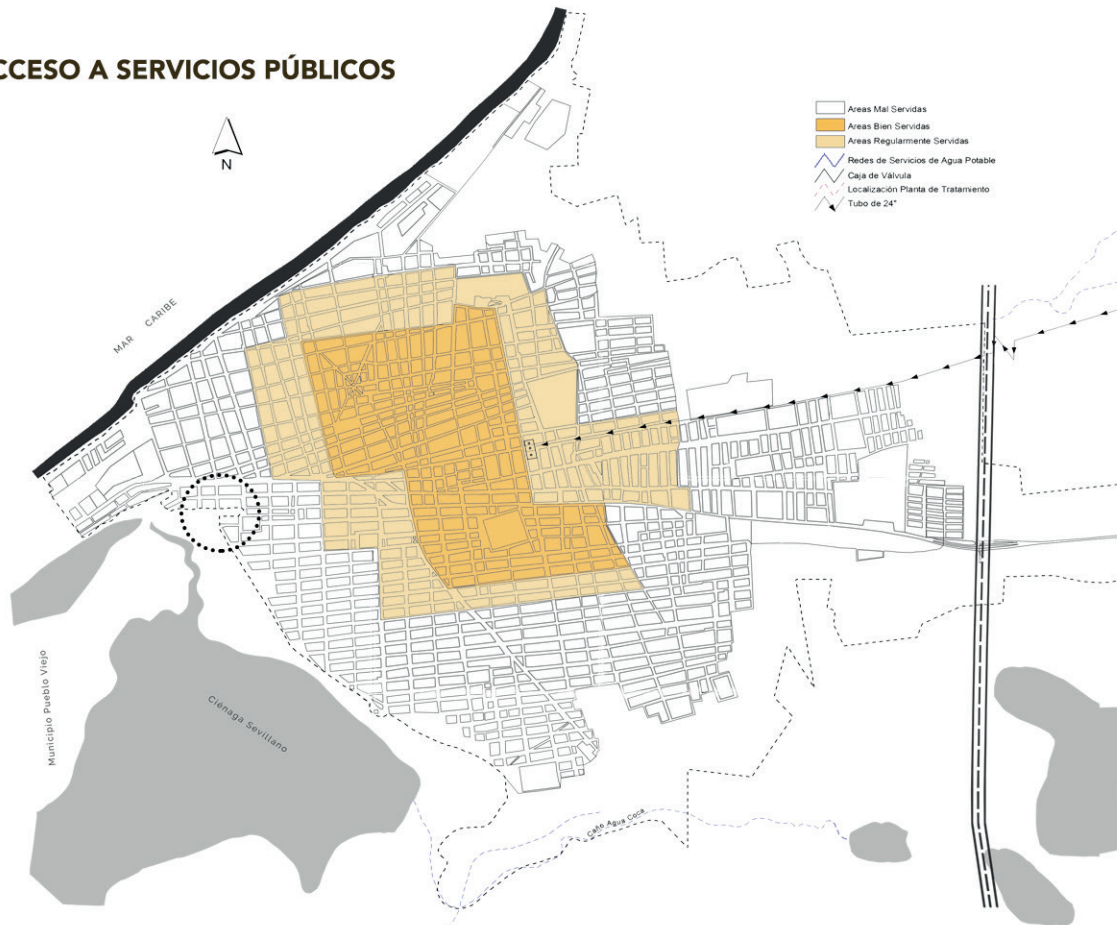 CCESO A SERVICIOS PÚBLICOS
N
Areas Mal Servidas
Areas Bien Servidas
Areas Regularmente Servidas
Redes de Servicios de Agua Potable
Caja de Válvula
Localización Planta de Tratamiento
Tubo de 24"
MAR CARIBE
Municipio Pueblo Viejo
Ciénaga Sevillano
Caño Agua Coca